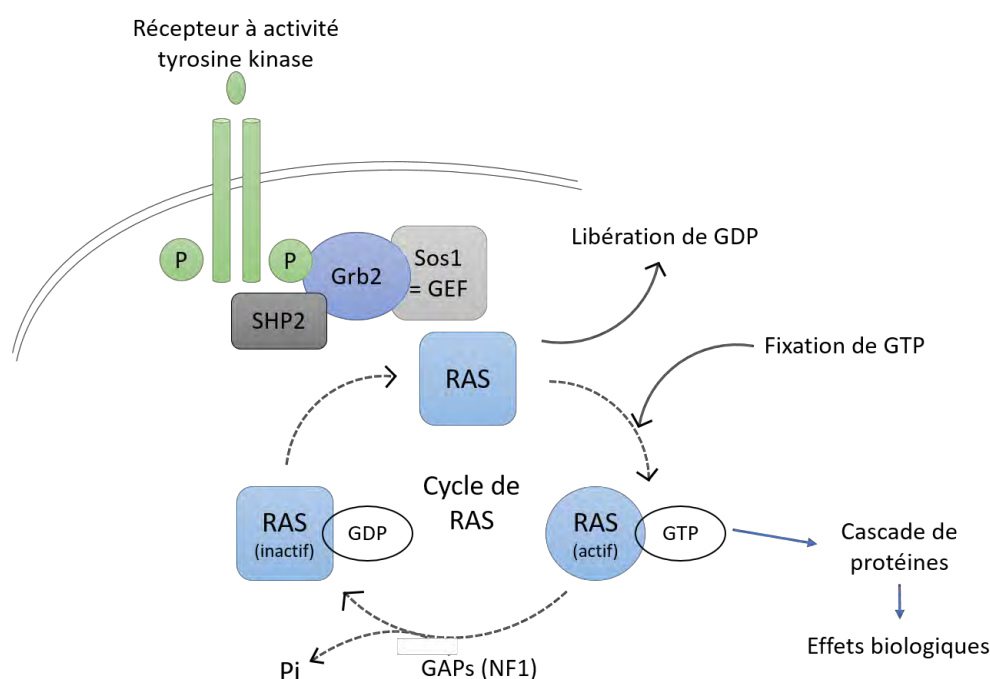 Récepteur à activité
tyrosine kinase
P
P
Grb2
Sos1
= GEF
SHP2
Libération de GDP
RAS
Fixation de GTP
Cycle de
RAS
RAS
(inactif)
GDP
RAS
(actif)
GTP
Cascade de
protéines
Effets biologiques
Pi
GAPs (NF1)